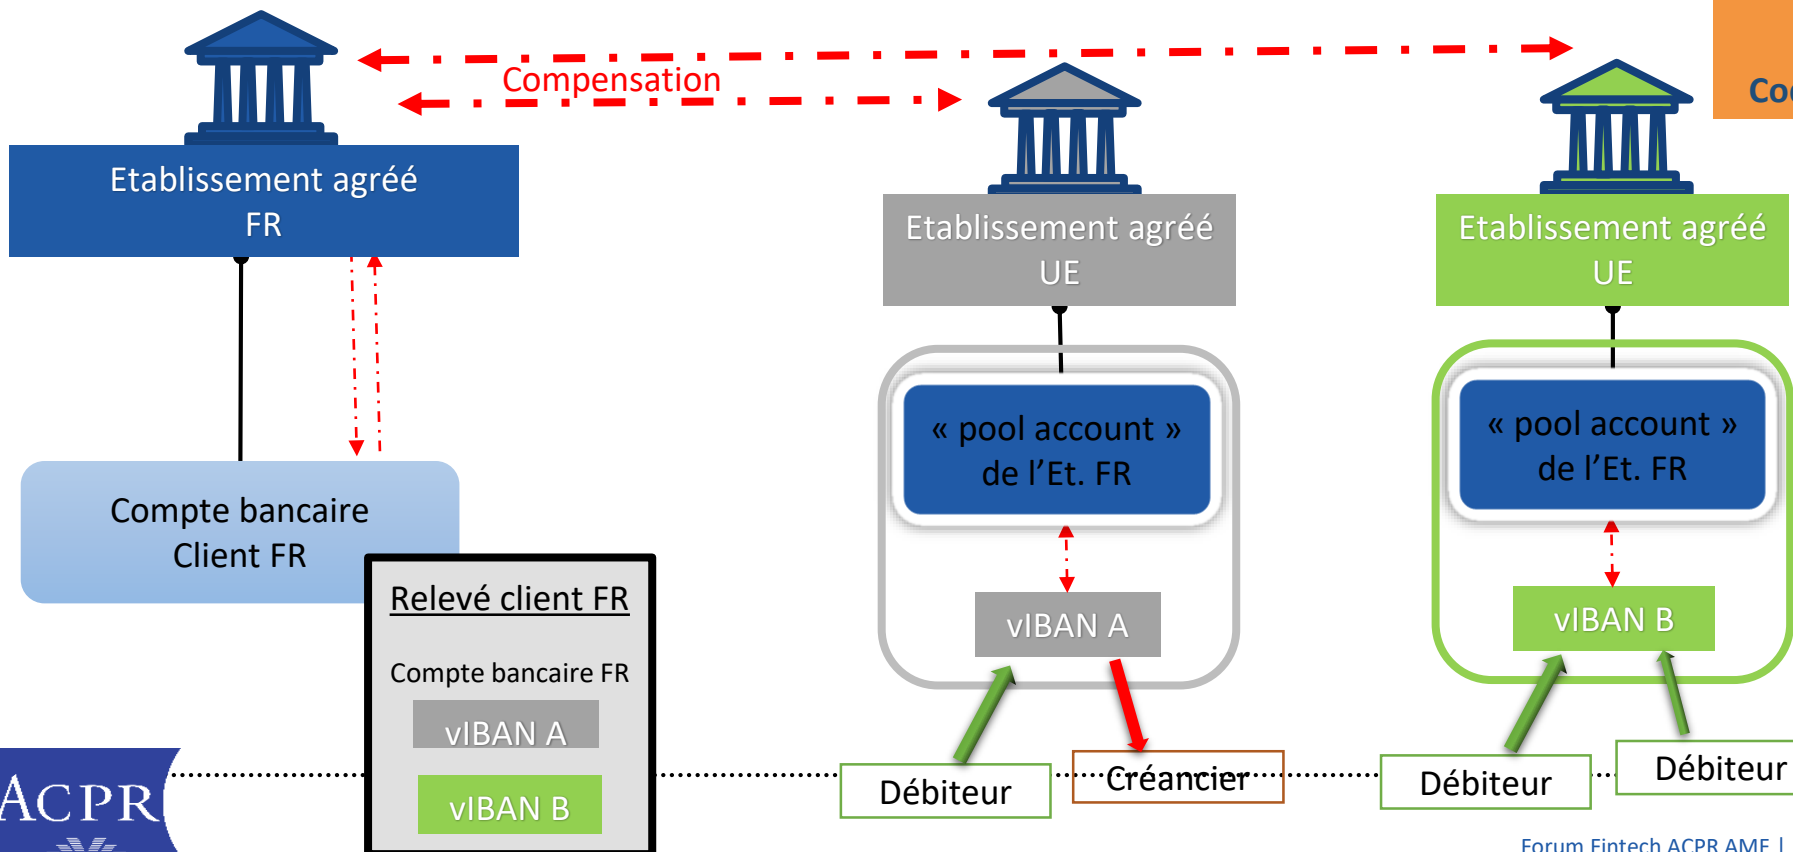 Compensation
Etablissement agréé
FR
Etablissement agréé
UE
Etablissement agréé
UE
« pool account »
de l’Et. FR
« pool account »
de l’Et. FR
Compte bancaire
Client FR
Relevé client FR
Compte bancaire FR
vIBAN A
vIBAN B
vIBAN A
vIBAN B
Débiteur
Créancier
Débiteur
Débiteur
ACPR
Forum Fintech ACPR AMF |